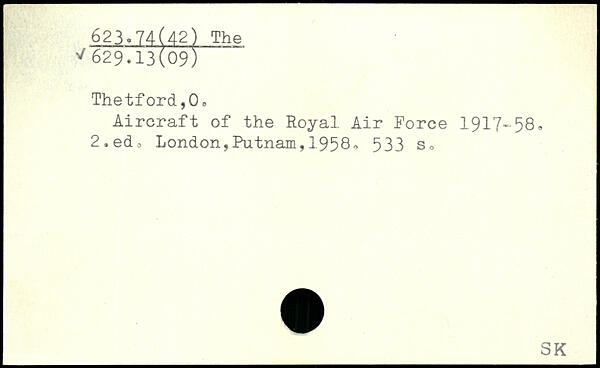 623.74(42) The
✓ 629.13(09)
Thetford,O.
Aircraft of the Royal Air Force 1917-58.
2.ed. London,Putnam,1958. 533 s.
SK